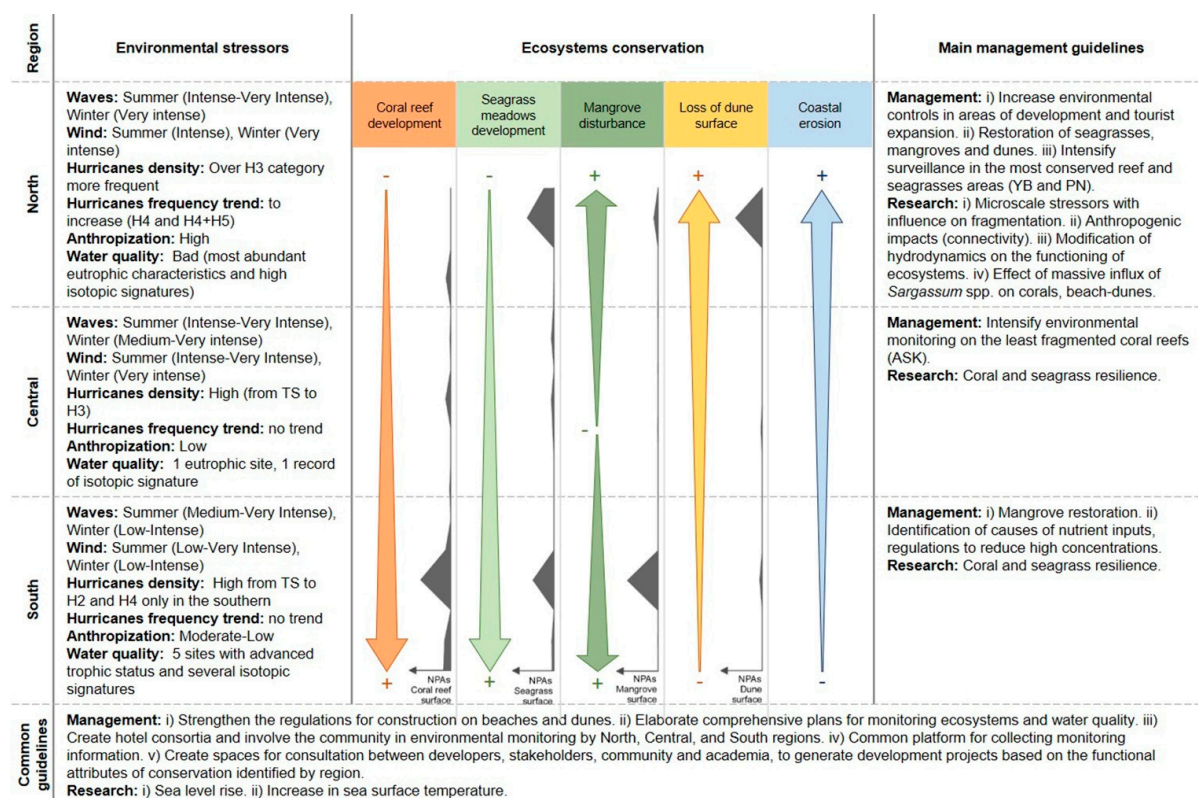 Region
Environmental stressors
Ecosystems conservation
Main management guidelines
North
Waves: Summer (Intense-Very Intense),
Winter (Very intense)
Wind: Summer (Intense), Winter (Very
intense)
Hurricanes density: Over H3 category
more frequent
Hurricanes frequency trend: to
increase (H4 and H4+H5)
Anthropization: High
Water quality: Bad (most abundant
eutrophic characteristics and high
isotopic signatures)
Coral reef
development
Seagrass
meadows
development
Mangrove
disturbance
Loss of dune
surface
Coastal
erosion
- - + + +
Management: i) Increase environmental
controls in areas of development and tourist
expansion. ii) Restoration of seagrasses,
mangroves and dunes. iii) Intensify
surveillance in the most conserved reef and
seagrasses areas (YB and PN).
Research: i) Microscale stressors with
influence on fragmentation. ii) Anthropogenic
impacts (connectivity). iii) Modification of
hydrodynamics on the functioning of
ecosystems. iv) Effect of massive influx of
Sargassum spp. on corals, beach-dunes.
Central
Waves: Summer (Intense-Very Intense),
Winter (Medium-Very intense)
Wind: Summer (Intense-Very Intense),
Winter (Very intense)
Hurricanes density: High (from TS to
H3)
Hurricanes frequency trend: no trend
Anthropization: Low
Water quality: 1 eutrophic site, 1 record
of isotopic signature
-
Management: Intensify environmental
monitoring on the least fragmented coral reefs
(ASK).
Research: Coral and seagrass resilience.
South
Waves: Summer (Medium-Very Intense),
Winter (Low-Intense)
Wind: Summer (Low-Very Intense),
Winter (Low-Intense)
Hurricanes density: High from TS to
H2 and H4 only in the southern
Hurricanes frequency trend: no trend
Anthropization: Moderate-Low
Water quality: 5 sites with advanced
trophic status and several isotopic
signatures
+ + + - -
NPAs
Coral reef
surface
NPAs
Seagrass
surface
NPAs
Mangrove
surface
NPAs
Dune
surface
Management: i) Mangrove restoration. ii)
Identification of causes of nutrient inputs,
regulations to reduce high concentrations.
Research: Coral and seagrass resilience.
Common
guidelines
Management: i) Strengthen the regulations for construction on beaches and dunes. ii) Elaborate comprehensive plans for monitoring ecosystems and water quality. iii)
Create hotel consortia and involve the community in environmental monitoring by North, Central, and South regions. iv) Common platform for collecting monitoring
information. v) Create spaces for consultation between developers, stakeholders, community and academia, to generate development projects based on the functional
attributes of conservation identified by region.
Research: i) Sea level rise. ii) Increase in sea surface temperature.